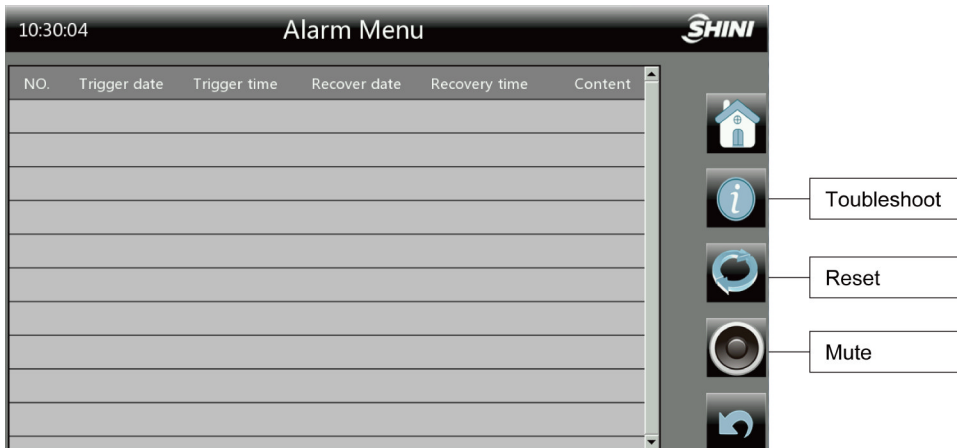 10:30:04 Alarm Menu SHINI
NO. Trigger date Trigger time Recover date Recovery time Content
Toubleshoot
Reset
Mute